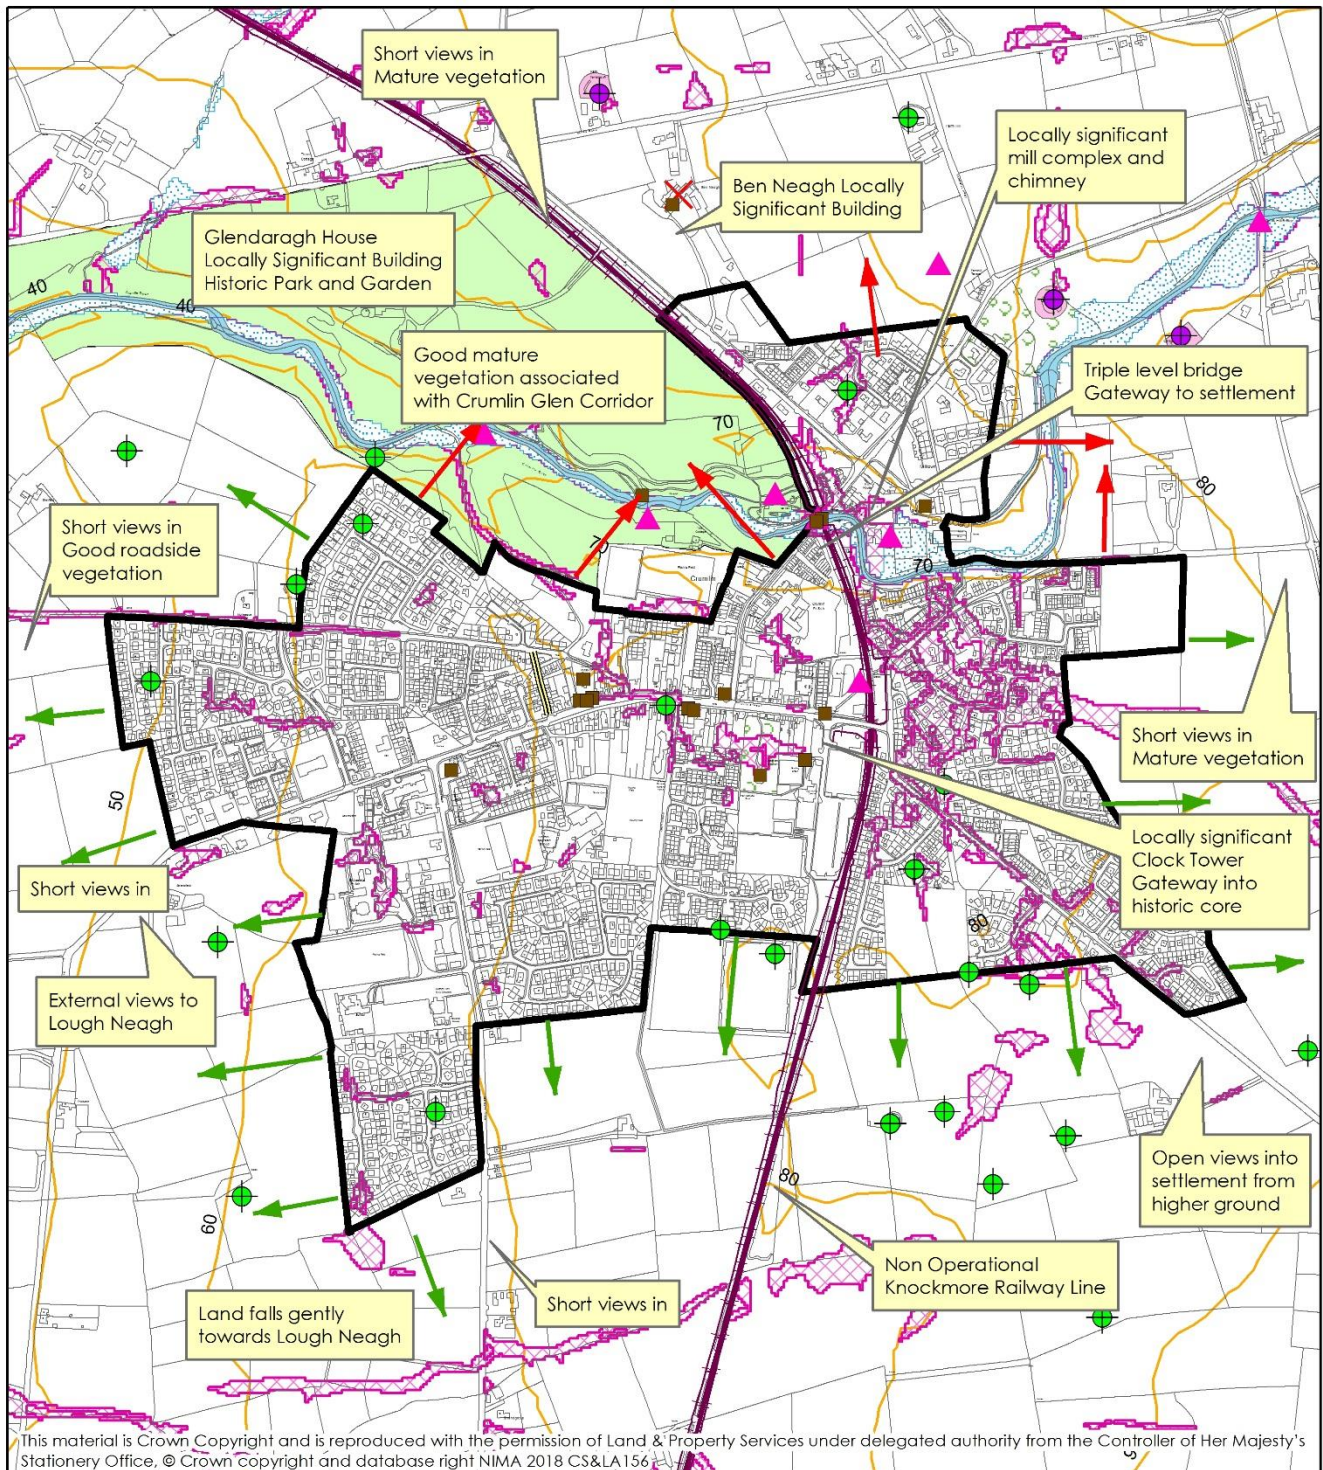 Short views in
Mature vegetation
Locally significant
mill complex and
chimney
Ben Neagh Locally
Significant Building
Glendaragh House
Locally Significant Building
Historic Park and Garden
40
40
Good mature
vegetation associated
with Crumlin Glen Corridor
70
Triple level bridge
Gateway to settlement
80
Short views in
Good roadside
vegetation
70
Crumlin
70
Short views in
Mature vegetation
50
Locally significant
Clock Tower
Gateway into
historic core
Short views in
80
External views to
Lough Neagh
Open views into
settlement from
higher ground
80
60
Non Operational
Knockmore Railway Line
Land falls gently
towards Lough Neagh
Short views in
This material is Crown Copyright and is reproduced with the permission of Land & Property Services under delegated authority from the Controller of Her Majesty's
Stationery Office, © Crown copyright and database right NIMA 2018 CS&LA156